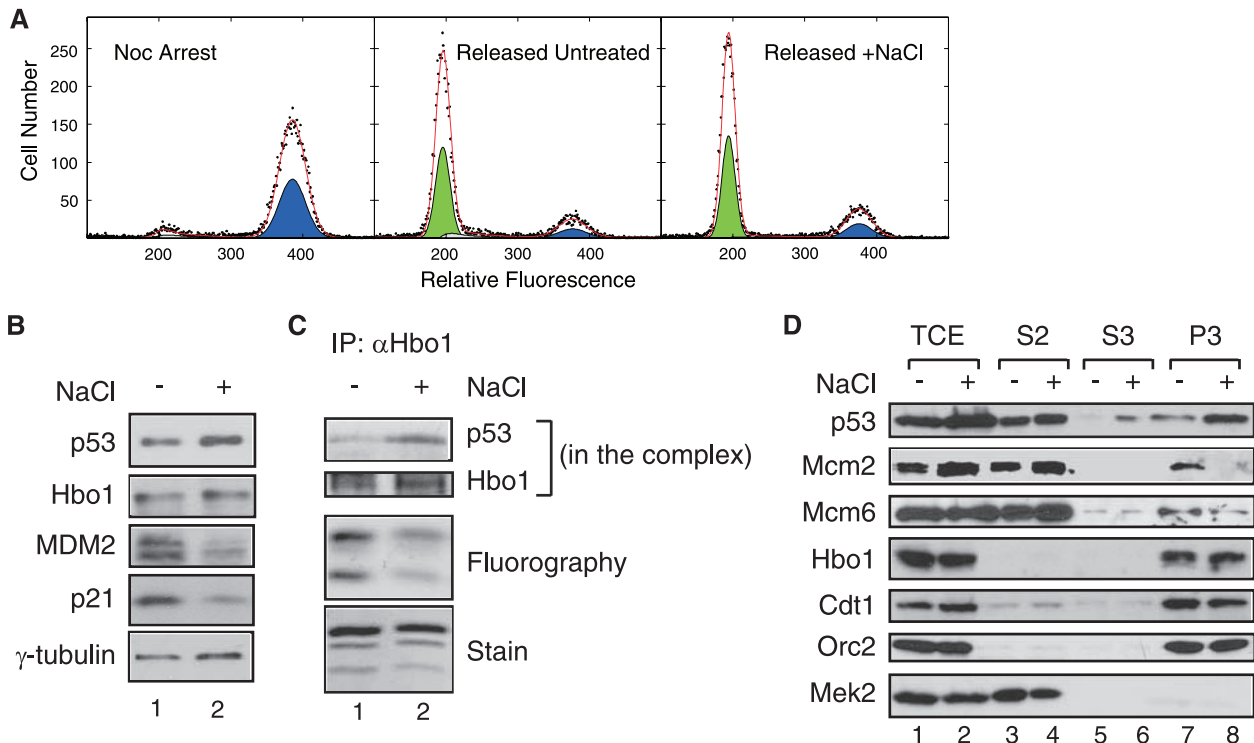 A
Noc Arrest
Released Untreated
Released +NaCl
Cell Number
250
200
150
100
50
200 300 400
200 300 400
200 300 400
Relative Fluorescence
B
NaCl - +
p53
Hbo1
MDM2
p21
γ-tubulin
1 2
C
IP: αHbo1
- + NaCl
p53
Hbo1
(in the complex)
Fluorography
Stain
1 2
D
TCE S2 S3 P3
NaCl - + - + - + - +
p53
Mcm2
Mcm6
Hbo1
Cdt1
Orc2
Mek2
1 2 3 4 5 6 7 8